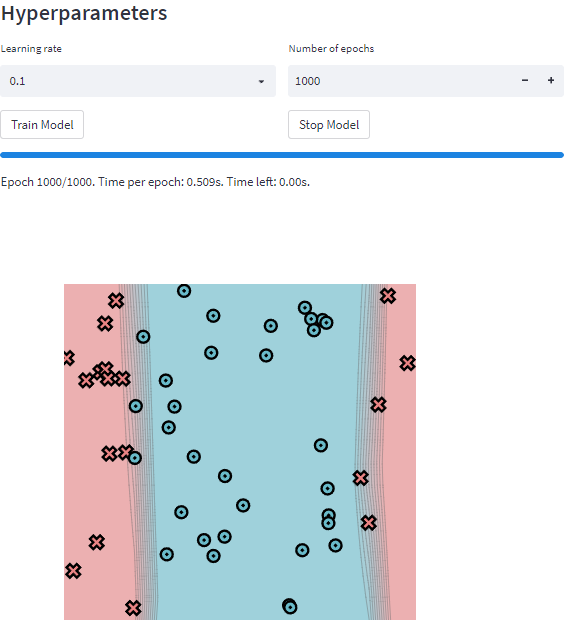 Hyperparameters
Learning rate
Number of epochs
0.1
1000
Train Model
Stop Model
Epoch 1000/1000. Time per epoch: 0.509s. Time left: 0.00s.